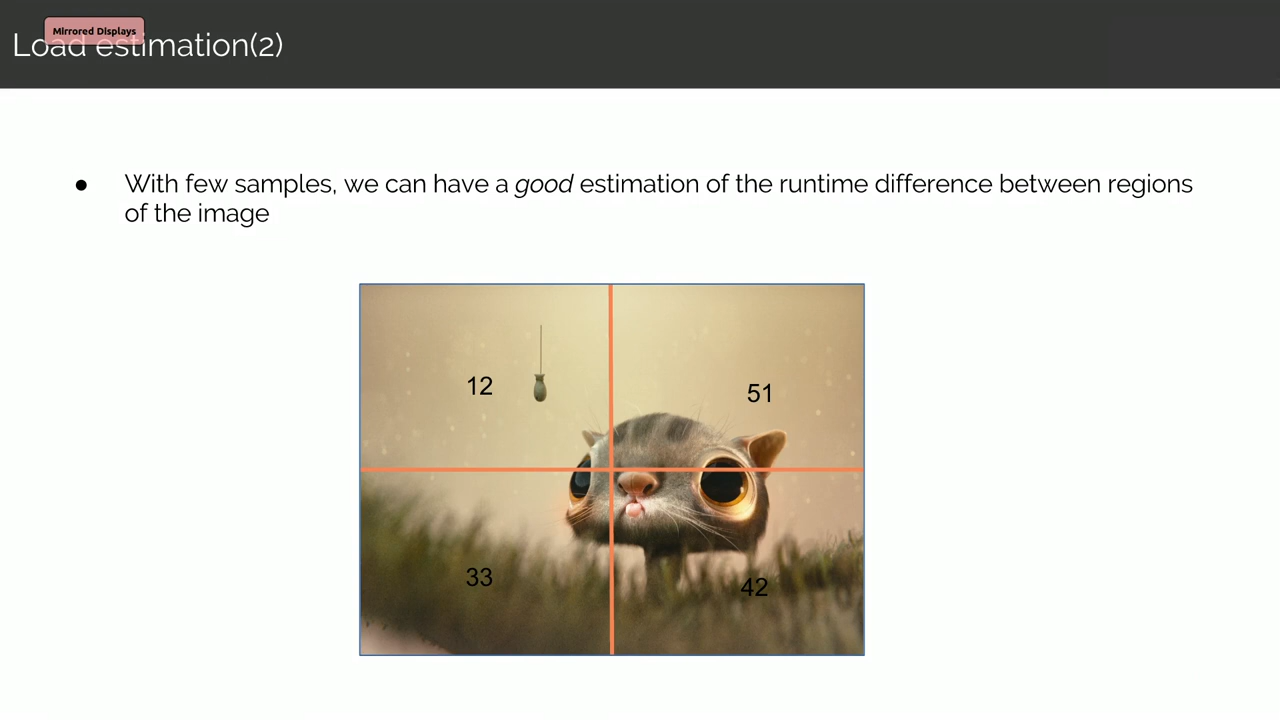 Mirrored Displays
Load estimation(2)
● With few samples, we can have a good estimation of the runtime difference between regions
of the image
12
51
33
42